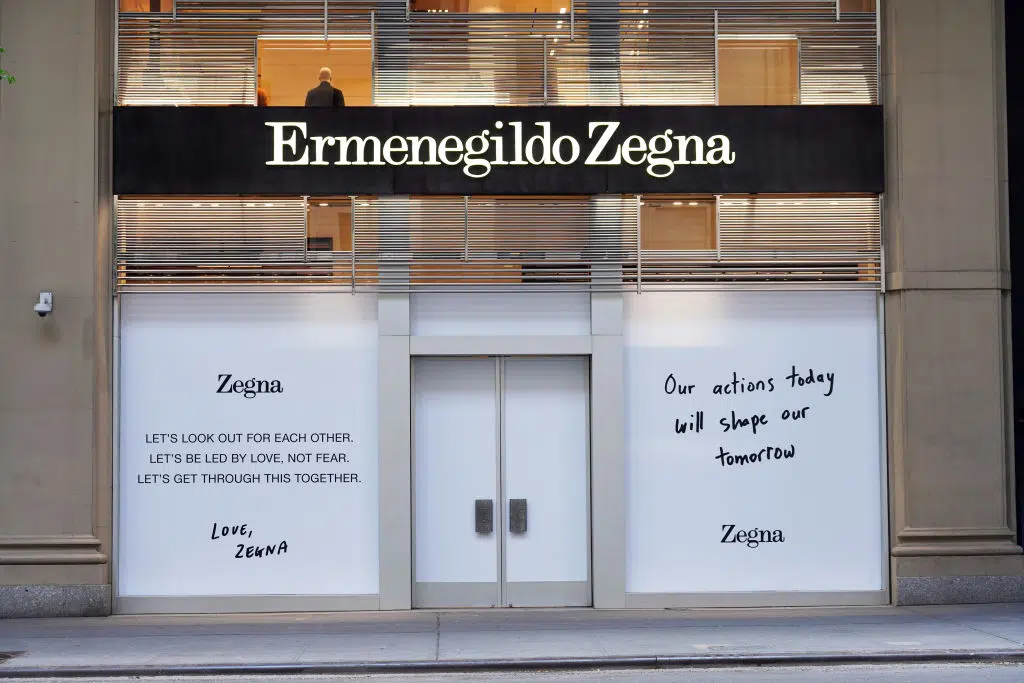 Ermenegildo Zegna
Zegna
LET'S LOOK OUT FOR EACH OTHER.
LET'S BE LED BY LOVE, NOT FEAR.
LET'S GET THROUGH THIS TOGETHER.
LOVE,
ZEGNA
Our actions today
will shape our
tomorrow
Zegna